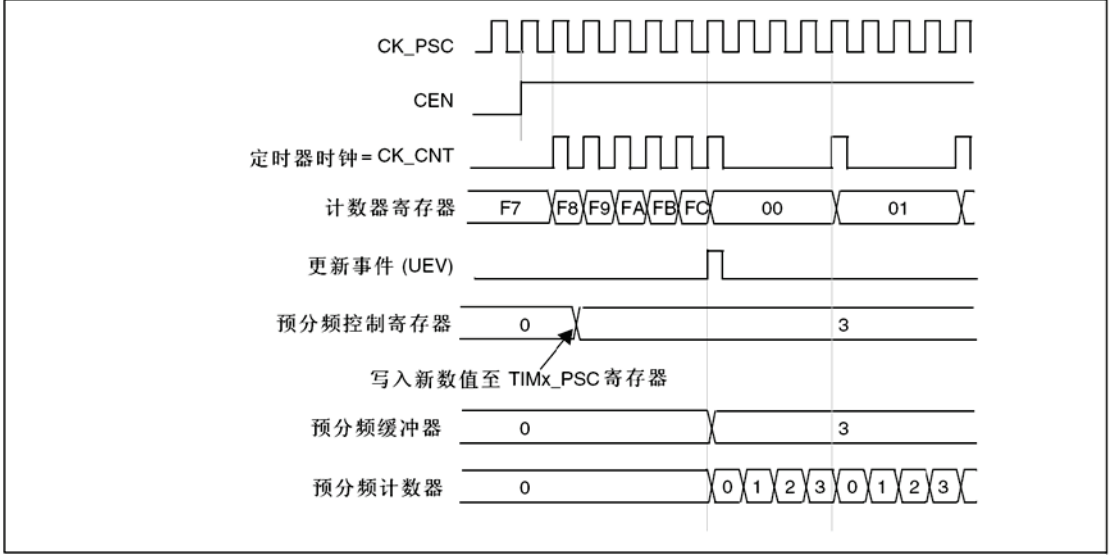 CK_PSC
CEN
定时器时钟= CK_CNT
计数器寄存器 F7 F8 F9 FA FB FC 00 01
更新事件 (UEV)
预分频控制寄存器 0 3
写入新数值至 TIMx_PSC 寄存器
预分频缓冲器 0 3
预分频计数器 0 0 1 2 3 0 1 2 3